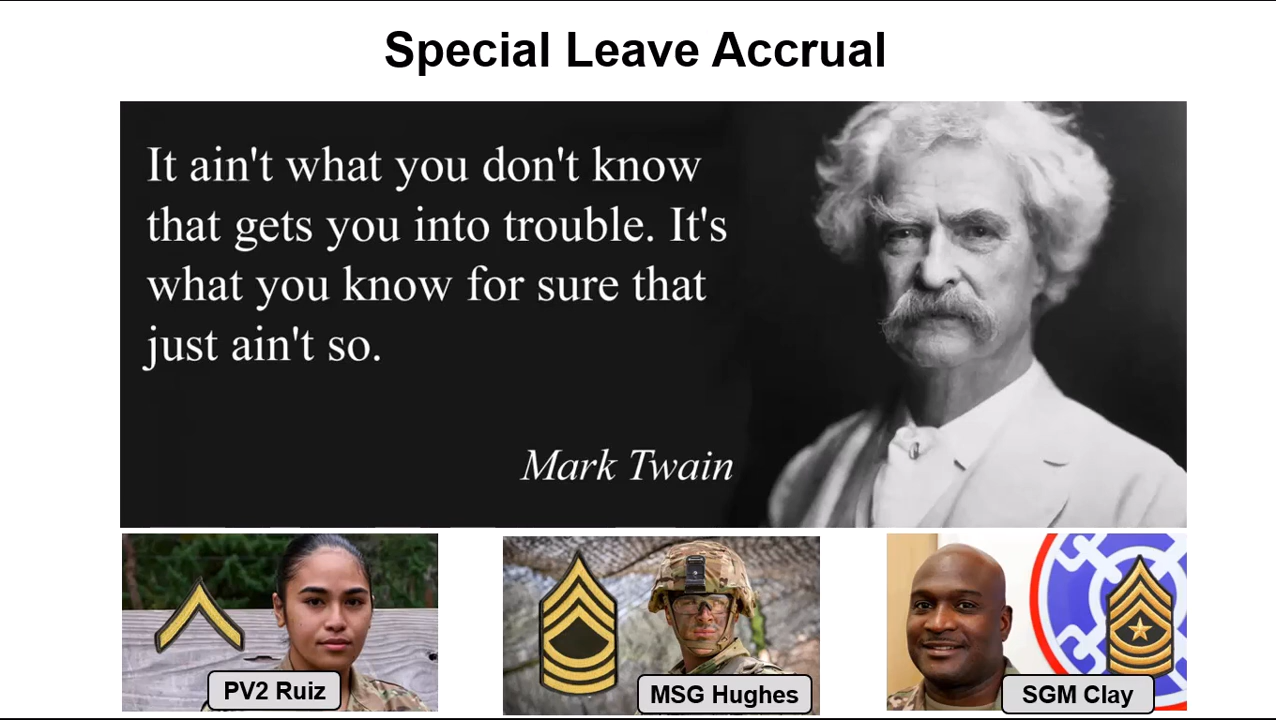 Special Leave Accrual
It ain't what you don't know
that gets you into trouble. It's
what you know for sure that
just ain't so.
Mark Twain
PV2 Ruiz
MSG Hughes
SGM Clay